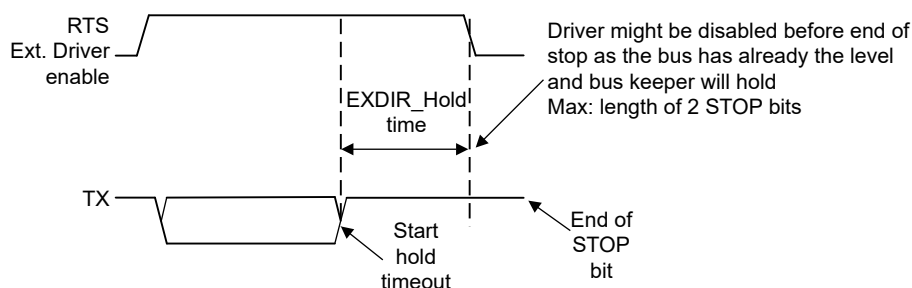 RTS
Ext. Driver
enable
Driver might be disabled before end of
stop as the bus has already the level
and bus keeper will hold
Max: length of 2 STOP bits
EXDIR_Hold
time
TX
Start
hold
timeout
End of
STOP
bit